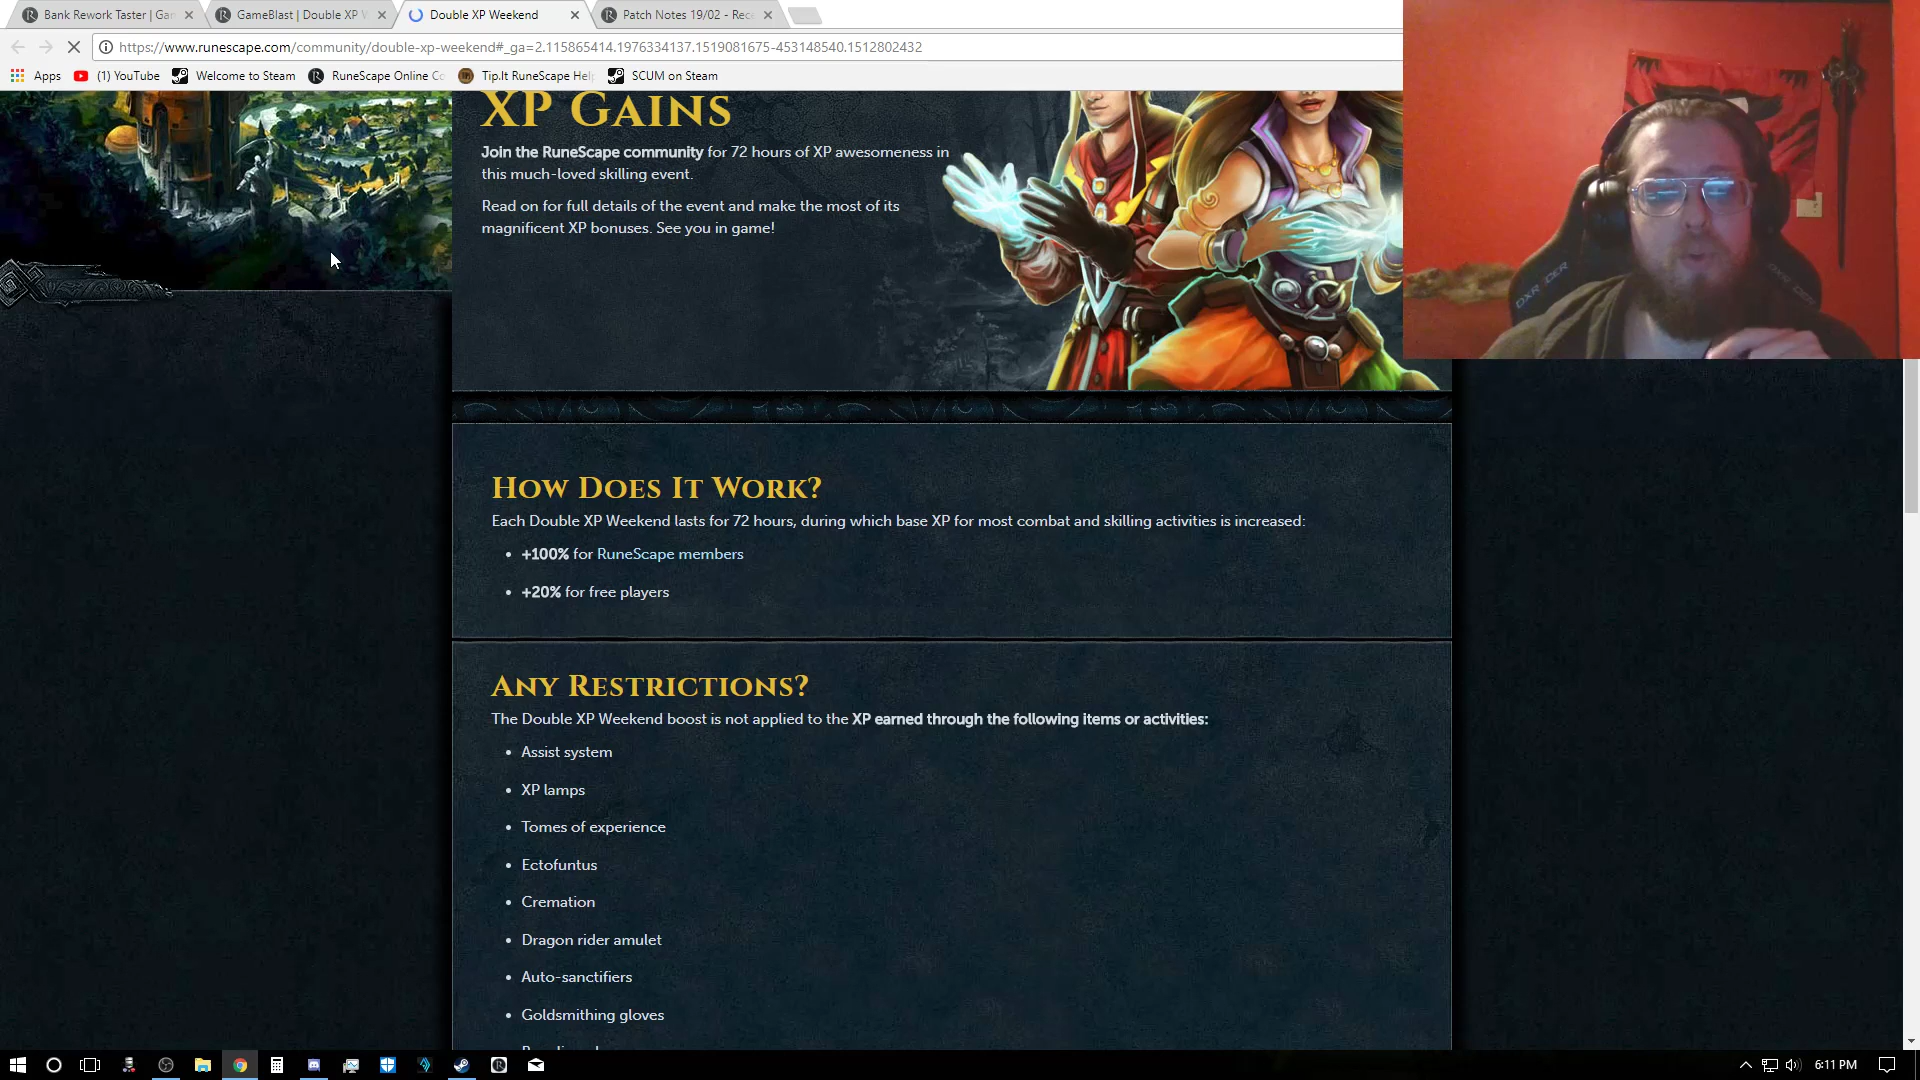 Bank Rework Taster | Gam
GameBlast | Double XP W
Double XP Weekend
Patch Notes 19/02 - Rece
https://www.runescape.com/community/double-xp-weekend#_ga=2.115865414.1976334137.1519081675-453148540.1512802432
Apps
(1) YouTube
Welcome to Steam
RuneScape Online Co
Tip.It RuneScape Help
SCUM on Steam
XP Gains
Join the RuneScape community for 72 hours of XP awesomeness in
this much-loved skilling event.
Read on for full details of the event and make the most of its
magnificent XP bonuses. See you in game!
How Does It Work?
Each Double XP Weekend lasts for 72 hours, during which base XP for most combat and skilling activities is increased:
• +100% for RuneScape members
• +20% for free players
Any Restrictions?
The Double XP Weekend boost is not applied to the XP earned through the following items or activities:
• Assist system
• XP lamps
• Tomes of experience
• Ectofuntus
• Cremation
• Dragon rider amulet
• Auto-sanctifiers
• Goldsmithing gloves
6:11 PM